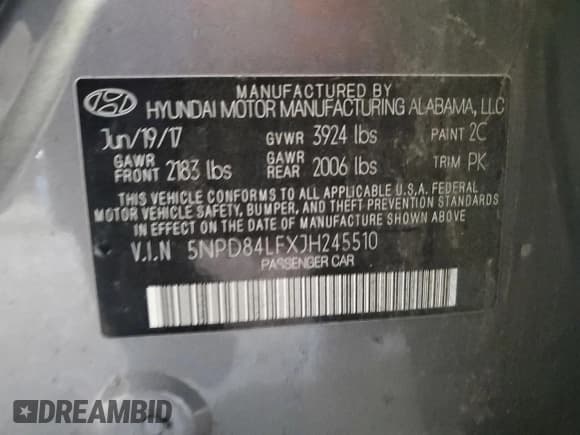 MANUFACTURED BY
HYUNDAI MOTOR MANUFACTURING ALABAMA, LLC
Jun/19/17 GVWR 3924 lbs PAINT 2C
GAWR FRONT 2183 lbs GAWR REAR 2006 lbs TRIM PK
THIS VEHICLE CONFORMS TO ALL APPLICABLE U.S.A. FEDERAL
MOTOR VEHICLE SAFETY, BUMPER, AND THEFT PREVENTION STANDARDS
IN EFFECT ON THE DATE OF MANUFACTURE SHOWN ABOVE
V.I.N 5NPD84LFXJH245510
PASSENGER CAR
DREAMBID